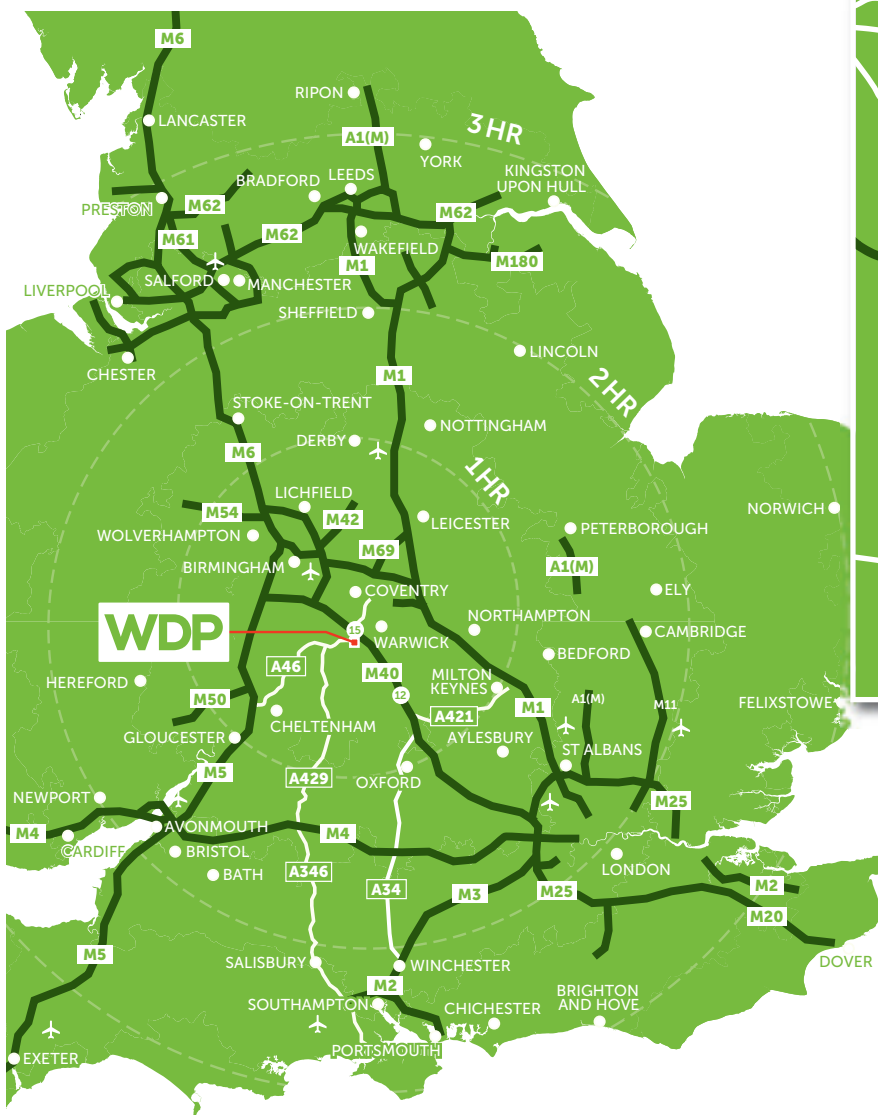 M6
RIPON
LANCASTER
A1(M)
3 HR
YORK
BRADFORD
LEEDS
KINGSTON
UPON HULL
PRESTON
M62
M62
M61
M62
WAKEFIELD
M1
M180
SALFORD
MANCHESTER
LIVERPOOL
SHEFFIELD
LINCOLN
CHESTER
M1
2 HR
STOKE-ON-TRENT
NOTTINGHAM
DERBY
M6
1 HR
LICHFIELD
M54
M42
LEICESTER
NORWICH
PETERBOROUGH
WOLVERHAMPTON
M69
BIRMINGHAM
A1(M)
COVENTRY
ELY
WDP
15
NORTHAMPTON
CAMBRIDGE
WARWICK
BEDFORD
A46
M40
MILTON
KEYNES
HEREFORD
12
M50
A1(M)
M11
FELIXSTOWE
M1
A421
CHELTENHAM
GLOUCESTER
AYLESBURY
ST ALBANS
M5
A429
OXFORD
NEWPORT
M25
AVONMOUTH
M4
M4
CARDIFF
BRISTOL
LONDON
A346
BATH
A34
M3
M25
M2
M20
M5
SALISBURY
WINCHESTER
DOVER
M2
SOUTHAMPTON
CHICHESTER
BRIGHTON
AND HOVE
PORTSMOUTH
EXETER